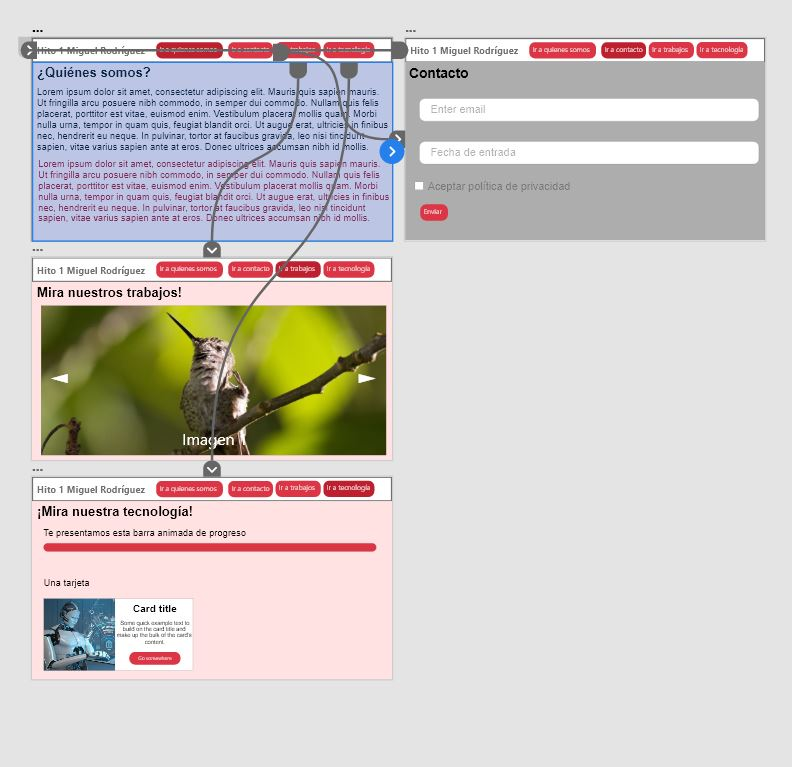 Hito 1 Miguel Rodríguez
Ir a quienes somos
Ir a contacto
Ir a trabajos
Ir a tecnología
¿Quiénes somos?
Lorem ipsum dolor sit amet, consectetur adipiscing elit. Mauris quis sapien mauris.
Ut fringilla arcu posuere nibh commodo, in semper dui commodo. Nullam quis felis
placerat, porttitor est vitae, euismod enim. Vestibulum placerat mollis quam. Morbi
nulla urna, tempor in quam quis, feugiat blandit orci. Ut augue erat, ultricies in finibus
nec, hendrerit eu neque. In pulvinar, tortor at faucibus gravida, leo nisi tincidunt
sapien, vitae varius sapien ante at eros. Donec ultrices accumsan nibh id mollis.
Lorem ipsum dolor sit amet, consectetur adipiscing elit. Mauris quis sapien mauris.
Ut fringilla arcu posuere nibh commodo, in semper dui commodo. Nullam quis felis
placerat, porttitor est vitae, euismod enim. Vestibulum placerat mollis quam. Morbi
nulla urna, tempor in quam quis, feugiat blandit orci. Ut augue erat, ultricies in finibus
nec, hendrerit eu neque. In pulvinar, tortor at faucibus gravida, leo nisi tincidunt
sapien, vitae varius sapien ante at eros. Donec ultrices accumsan nibh id mollis.
Hito 1 Miguel Rodríguez
Ir a quienes somos
Ir a contacto
Ir a trabajos
Ir a tecnología
Contacto
Enter email
Fecha de entrada
Aceptar política de privacidad
Enviar
Hito 1 Miguel Rodríguez
Ir a quienes somos
Ir a contacto
Ir a trabajos
Ir a tecnología
Mira nuestros trabajos!
Imagen 1
Hito 1 Miguel Rodríguez
Ir a quienes somos
Ir a contacto
Ir a trabajos
Ir a tecnología
¡Mira nuestra tecnología!
Te presentamos esta barra animada de progreso
Una tarjeta
Card title
Some quick example text to
build on the card title and
make up the bulk of the card's
content.
Go somewhere